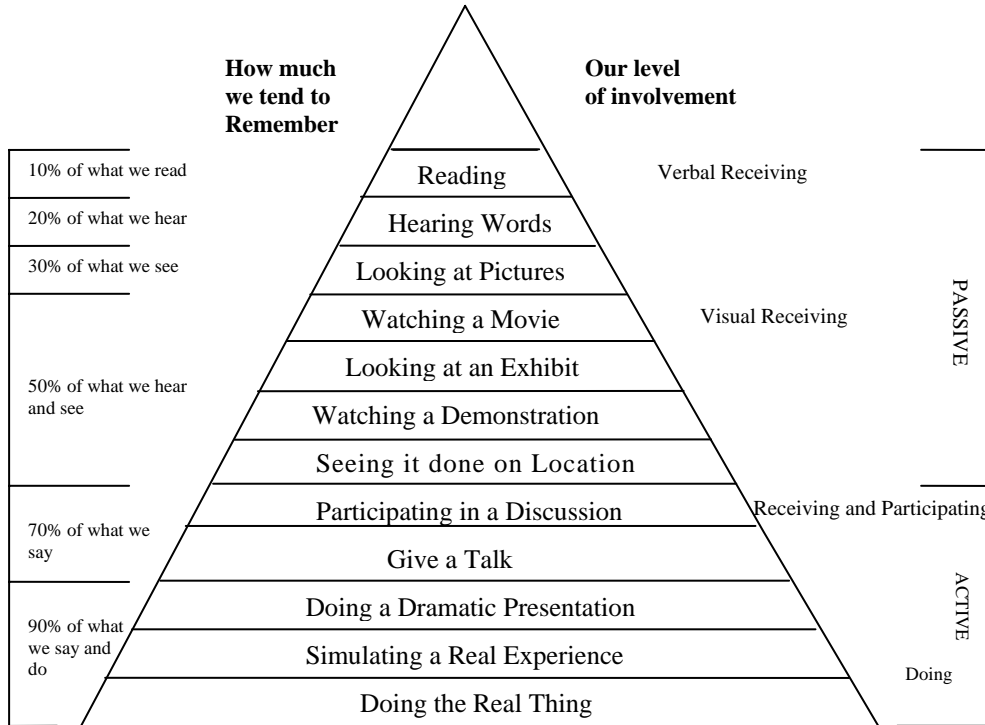 How much
we tend to
Remember
Our level
of involvement
10% of what we read
Reading
Verbal Receiving
20% of what we hear
Hearing Words
30% of what we see
Looking at Pictures
Watching a Movie
Visual Receiving
PASSIVE
50% of what we hear
and see
Looking at an Exhibit
Watching a Demonstration
Seeing it done on Location
70% of what we
say
Participating in a Discussion
Receiving and Participating
Give a Talk
ACTIVE
90% of what
we say and
do
Doing a Dramatic Presentation
Simulating a Real Experience
Doing
Doing the Real Thing